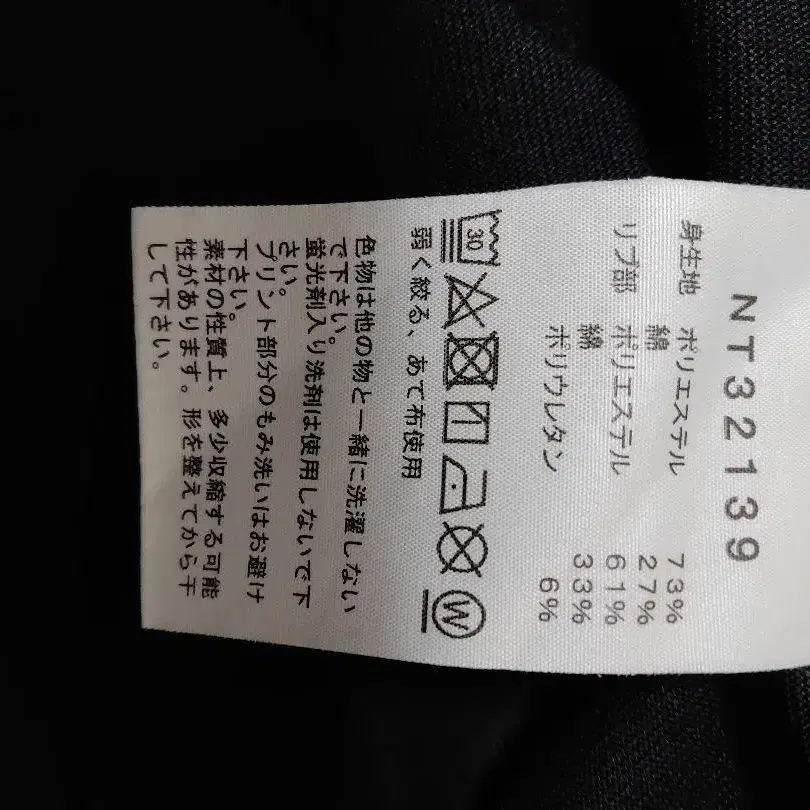 NT32139
身生地 ポリエステル 73%
綿 27%
リブ部 ポリエステル 61%
綿 33%
ポリウレタン 6%
30
W
弱く絞る、あて布使用
色物は他の物と一緒に洗濯しない
で下さい。
蛍光剤入り洗剤は使用しないで下
さい。
プリント部分のもみ洗いはお避け
下さい。
素材の性質上、多少収縮する可能
性があります。形を整えてから干
して下さい。